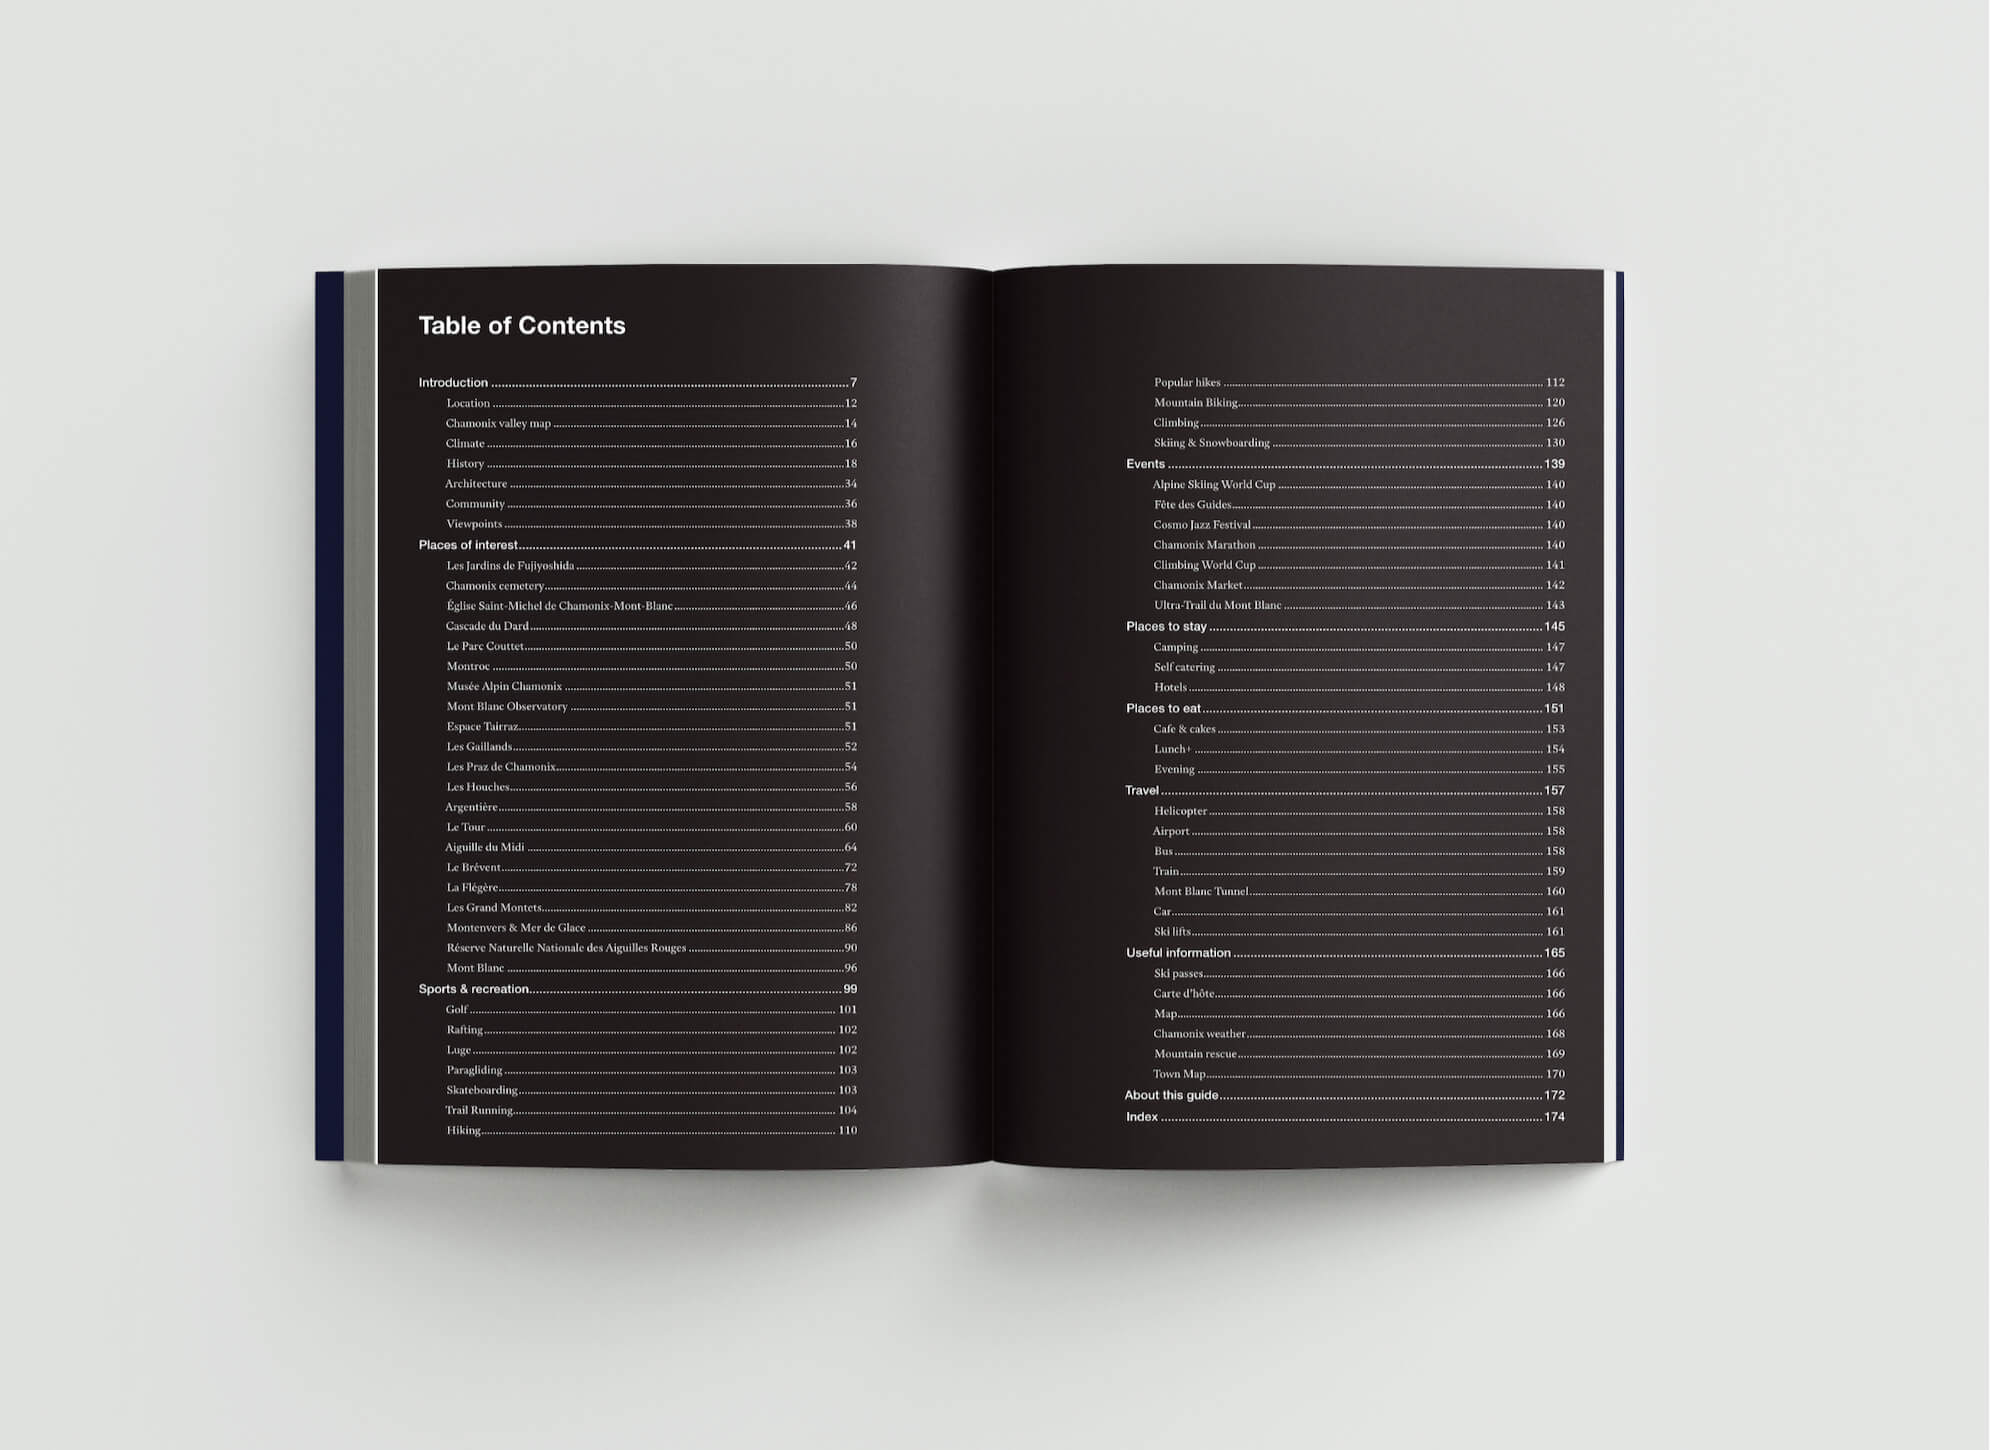 Table of Contents
Introduction ........ 7
Location ........ 12
Chamonix valley map ........ 14
Climate ........ 16
History ........ 18
Architecture ........ 34
Community ........ 36
Viewpoints ........ 38
Places of interest ........ 41
Les Jardins de Fujiyoshida ........ 42
Chamonix cemetery ........ 44
Église Saint-Michel de Chamonix-Mont-Blanc ........ 46
Cascade du Dard ........ 48
Le Parc Couttet ........ 50
Montroc ........ 50
Musée Alpin Chamonix ........ 51
Mont Blanc Observatory ........ 51
Espace Tairraz ........ 51
Les Gaillands ........ 52
Les Praz de Chamonix ........ 54
Les Houches ........ 56
Argentière ........ 58
Le Tour ........ 60
Aiguille du Midi ........ 64
Le Brévent ........ 72
La Flégère ........ 78
Les Grand Montets ........ 82
Montenvers & Mer de Glace ........ 86
Réserve Naturelle Nationale des Aiguilles Rouges ........ 90
Mont Blanc ........ 96
Sports & recreation ........ 99
Golf ........ 101
Rafting ........ 102
Luge ........ 102
Paragliding ........ 103
Skateboarding ........ 103
Trail Running ........ 104
Hiking ........ 110
Popular hikes ........ 112
Mountain Biking ........ 120
Climbing ........ 126
Skiing & Snowboarding ........ 130
Events ........ 139
Alpine Skiing World Cup ........ 140
Fête des Guides ........ 140
Cosmo Jazz Festival ........ 140
Chamonix Marathon ........ 140
Climbing World Cup ........ 141
Chamonix Market ........ 142
Ultra-Trail du Mont Blanc ........ 143
Places to stay ........ 145
Camping ........ 147
Self catering ........ 147
Hotels ........ 148
Places to eat ........ 151
Cafe & cakes ........ 153
Lunch+ ........ 154
Evening ........ 155
Travel ........ 157
Helicopter ........ 158
Airport ........ 158
Bus ........ 158
Train ........ 159
Mont Blanc Tunnel ........ 160
Car ........ 161
Ski lifts ........ 161
Useful information ........ 165
Ski passes ........ 166
Carte d'hôte ........ 166
Map ........ 166
Chamonix weather ........ 168
Mountain rescue ........ 169
Town Map ........ 170
About this guide ........ 172
Index ........ 174